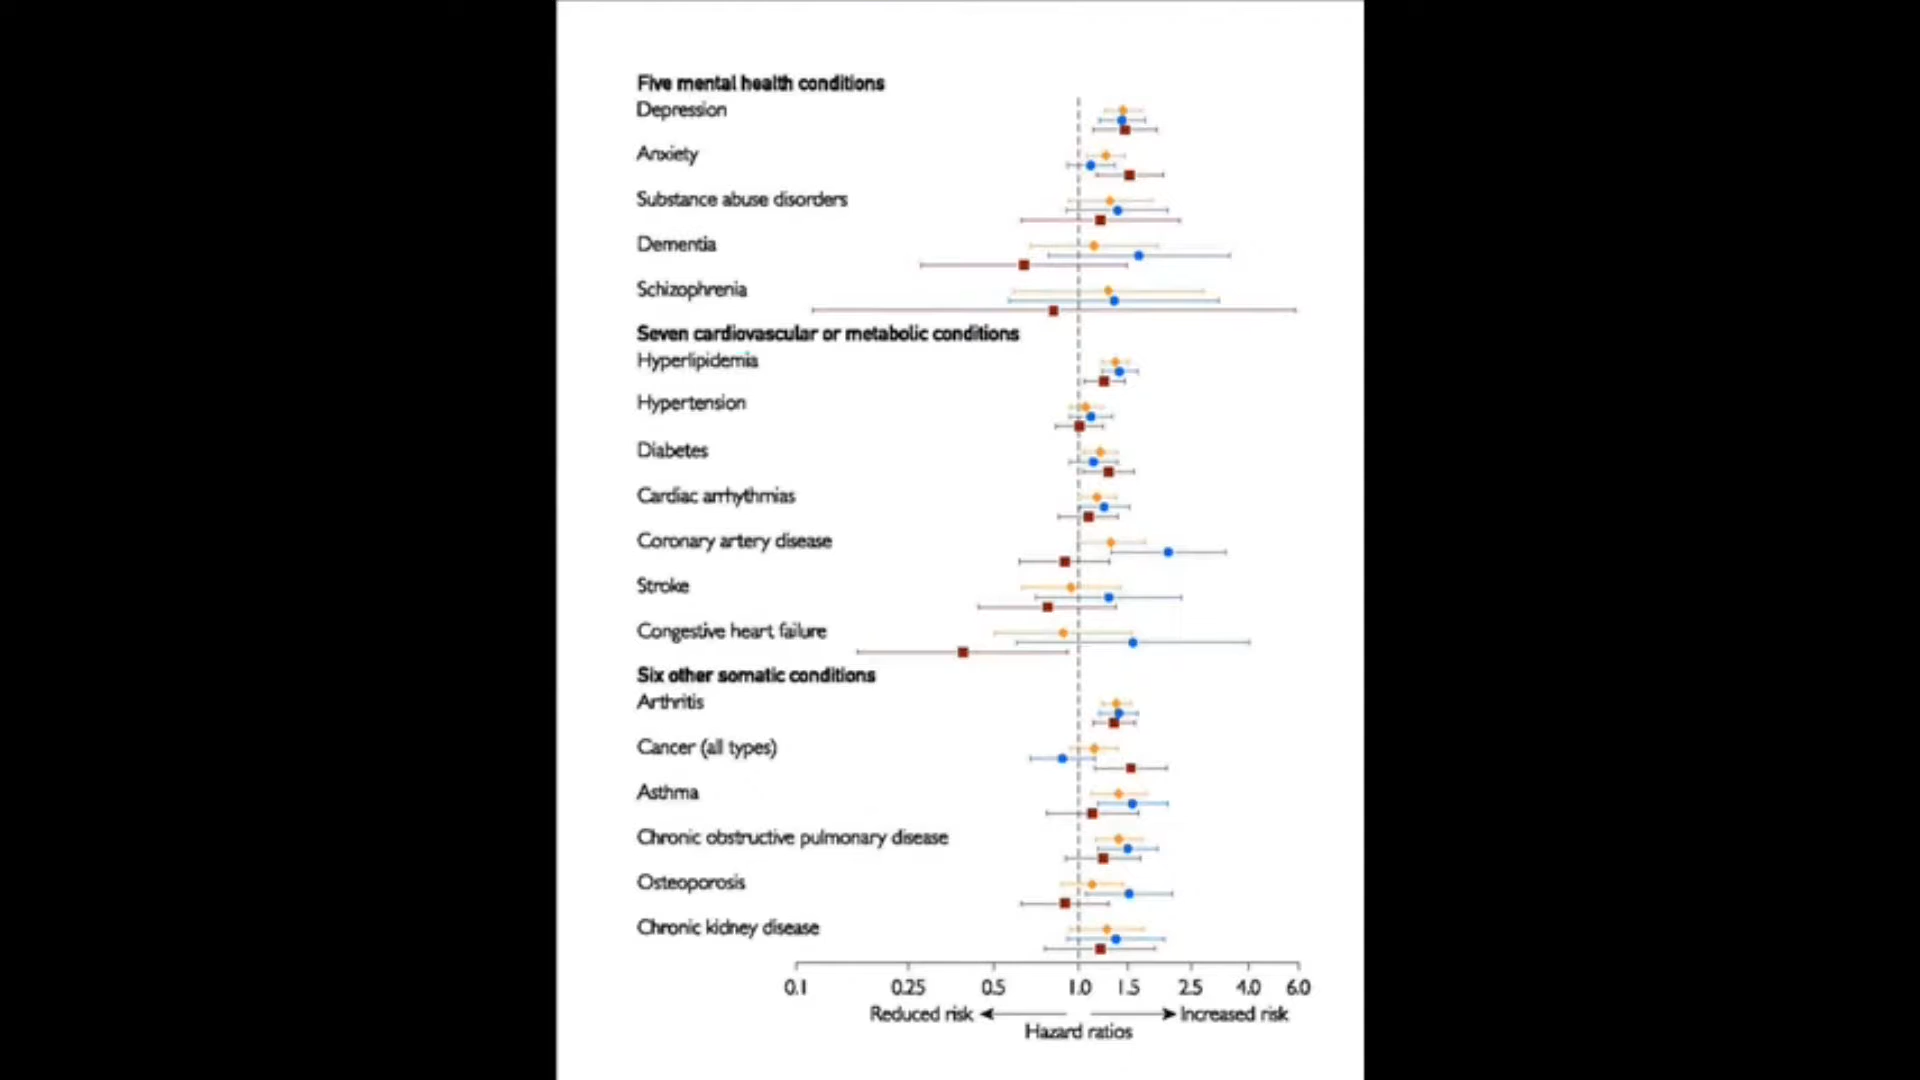 Five mental health conditions
Depression
Anxiety
Substance abuse disorders
Dementia
Schizophrenia
Seven cardiovascular or metabolic conditions
Hyperlipidemia
Hypertension
Diabetes
Cardiac arrhythmias
Coronary artery disease
Stroke
Congestive heart failure
Six other somatic conditions
Arthritis
Cancer (all types)
Asthma
Chronic obstructive pulmonary disease
Osteoporosis
Chronic kidney disease
0.1 0.25 0.5 1.0 1.5 2.5 4.0 6.0
Reduced risk Increased risk
Hazard ratios